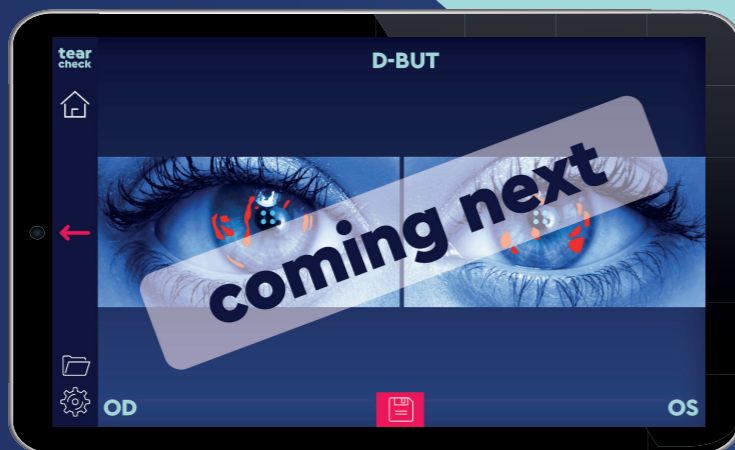 tear
check
D-BUT
coming next
OD
OS